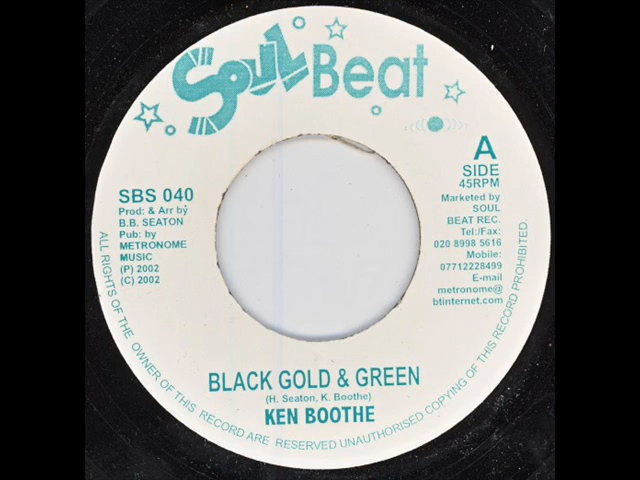 Soul Beat
A
SIDE
45RPM
SBS 040
Prod: & Arr by
B.B. SEATON
Pub: by
METRONOME
MUSIC
(P) 2002
(C) 2002
Marketed by
SOUL
BEAT REC.
Tel:/Fax:
020 8998 5616
Mobile:
07712228499
E-mail
metronome@
btinternet.com
BLACK GOLD & GREEN
(H. Seaton, K. Boothe)
KEN BOOTHE
ALL RIGHTS OF THE OWNER OF THIS RECORD ARE RESERVED UNAUTHORISED COPYING OF THIS RECORD PROHIBITED.